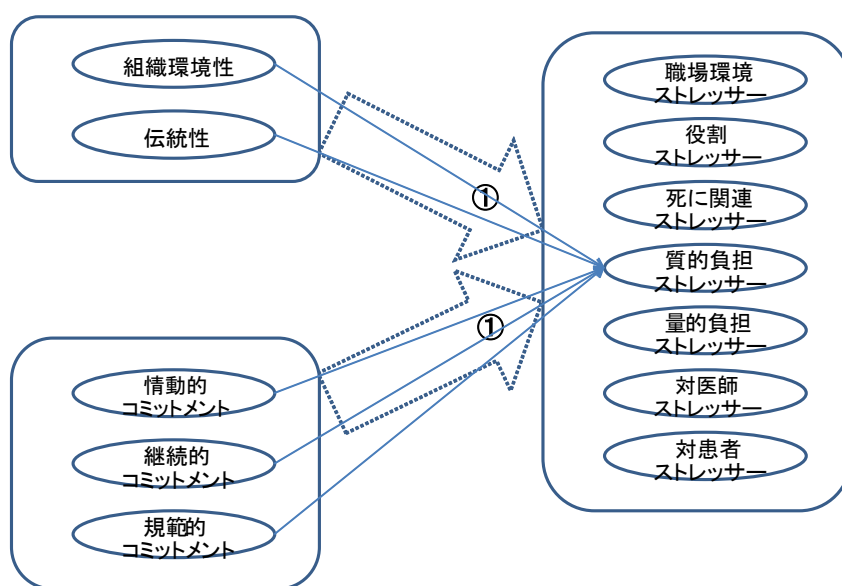 組織環境性
伝統性
①
①
情動的
コミットメント
継続的
コミットメント
規範的
コミットメント
職場環境
ストレッサー
役割
ストレッサー
死に関連
ストレッサー
質的負担
ストレッサー
量的負担
ストレッサー
対医師
ストレッサー
対患者
ストレッサー